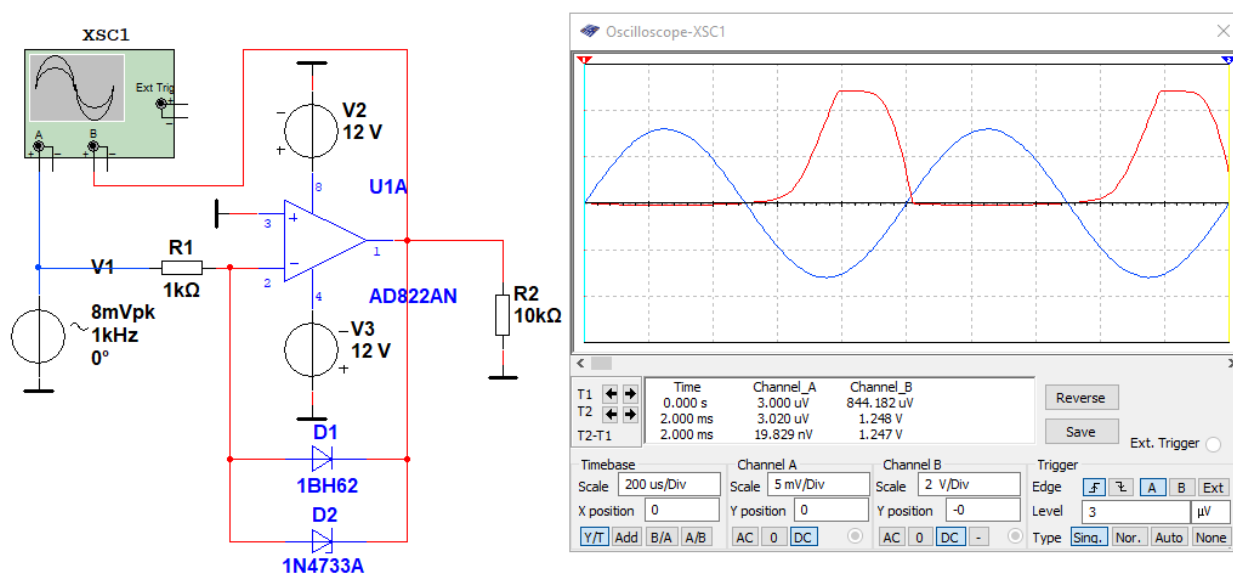 XSC1
Ext Trig
+
−
A
B
+ − + −
−
V2
12 V
+
8
U1A
3
+
2
−
1
4
AD822AN
R1
1kΩ
V1
8mVpk
1kHz
0°
R2
10kΩ
−
V3
12 V
+
D1
1BH62
D2
1N4733A
Oscilloscope-XSC1
1
2
Time Channel_A Channel_B
T1 0.000 s 3.000 uV 844.182 uV
T2 2.000 ms 3.020 uV 1.248 V
T2-T1 2.000 ms 19.829 nV 1.247 V
Reverse
Save
Ext. Trigger
Timebase
Scale 200 us/Div
X position 0
Y/T Add B/A A/B
Channel A
Scale 5 mV/Div
Y position 0
AC 0 DC
Channel B
Scale 2 V/Div
Y position -0
AC 0 DC -
Trigger
Edge A B Ext
Level 3 µV
Type Sing. Nor. Auto None